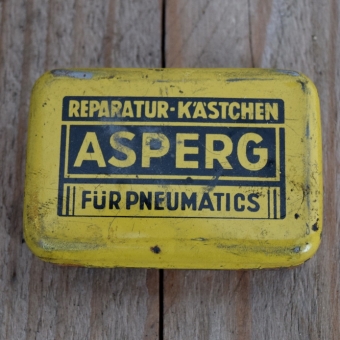 REPARATUR-KÄSTCHEN
ASPERG
FÜR PNEUMATICS